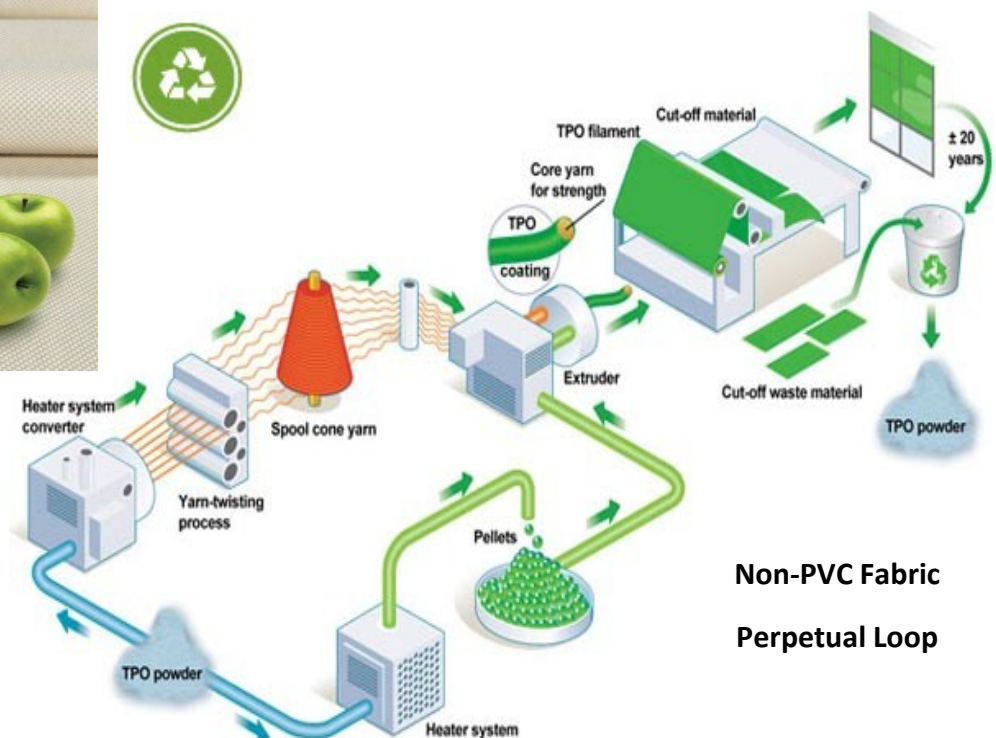 Cut-off material
TPO filament
± 20
years
Core yarn
for strength
TPO
coating
Extruder
Cut-off waste material
TPO powder
Heater system
converter
Spool cone yarn
Yarn-twisting
process
Pellets
Non-PVC Fabric
Perpetual Loop
TPO powder
Heater system